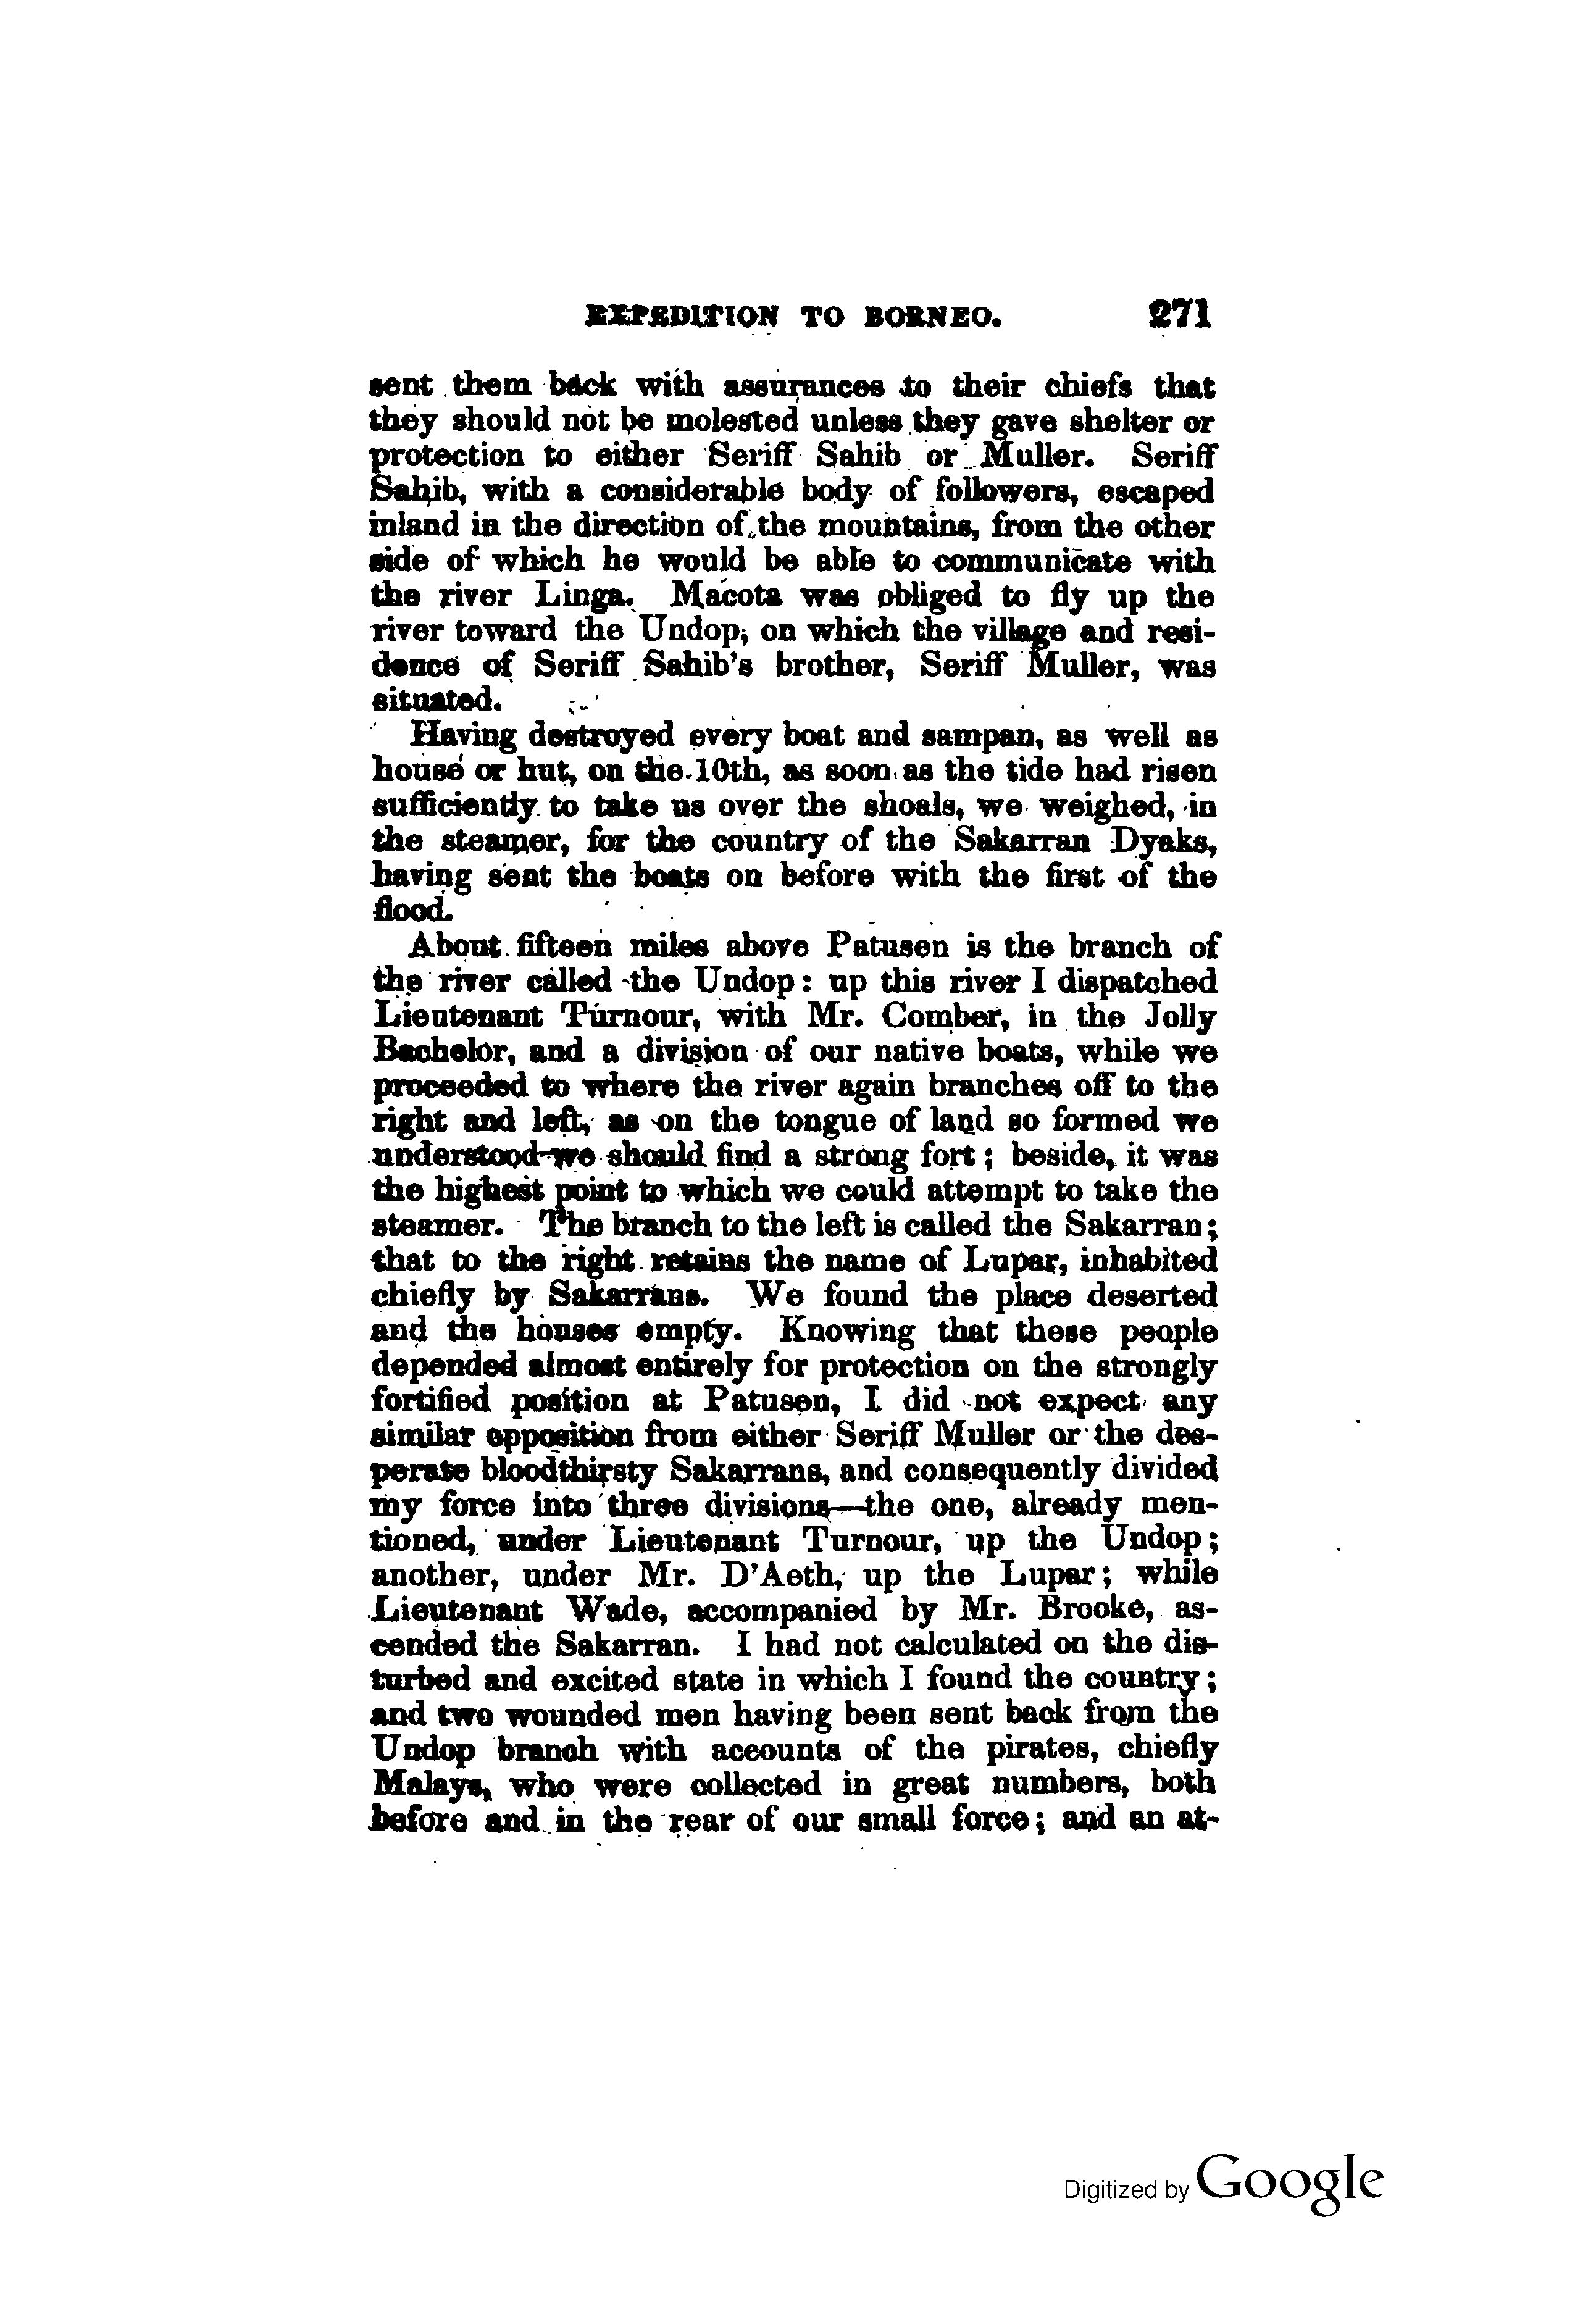 EXPEDITION TO BORNEO. 271
sent them back with assurances to their chiefs that
they should not be molested unless they gave shelter or
protection to either Seriff Sahib or Muller. Seriff
Sahib, with a considerable body of followers, escaped
inland in the direction of the mountains, from the other
side of which he would be able to communicate with
the river Linga. Macota was obliged to fly up the
river toward the Undop, on which the village and resi-
dence of Seriff Sahib's brother, Seriff Muller, was
situated.
Having destroyed every boat and sampan, as well as
house or hut, on the 10th, as soon as the tide had risen
sufficiently to take us over the shoals, we weighed, in
the steamer, for the country of the Sakarran Dyaks,
having sent the boats on before with the first of the
flood.
About fifteen miles above Patusen is the branch of
the river called the Undop: up this river I dispatched
Lieutenant Turnour, with Mr. Comber, in the Jolly
Bachelor, and a division of our native boats, while we
proceeded to where the river again branches off to the
right and left, as on the tongue of land so formed we
understood we should find a strong fort; beside, it was
the highest point to which we could attempt to take the
steamer. The branch to the left is called the Sakarran;
that to the right retains the name of Lupar, inhabited
chiefly by Sakarrans. We found the place deserted
and the houses empty. Knowing that these people
depended almost entirely for protection on the strongly
fortified position at Patusen, I did not expect any
similar opposition from either Seriff Muller or the des-
perate bloodthirsty Sakarrans, and consequently divided
my force into three divisions—the one, already men-
tioned, under Lieutenant Turnour, up the Undop;
another, under Mr. D'Aeth, up the Lupar; while
Lieutenant Wade, accompanied by Mr. Brooke, as-
cended the Sakarran. I had not calculated on the dis-
turbed and excited state in which I found the country;
and two wounded men having been sent back from the
Undop branch with accounts of the pirates, chiefly
Malays, who were collected in great numbers, both
before and in the rear of our small force; and an at-
Digitized by Google